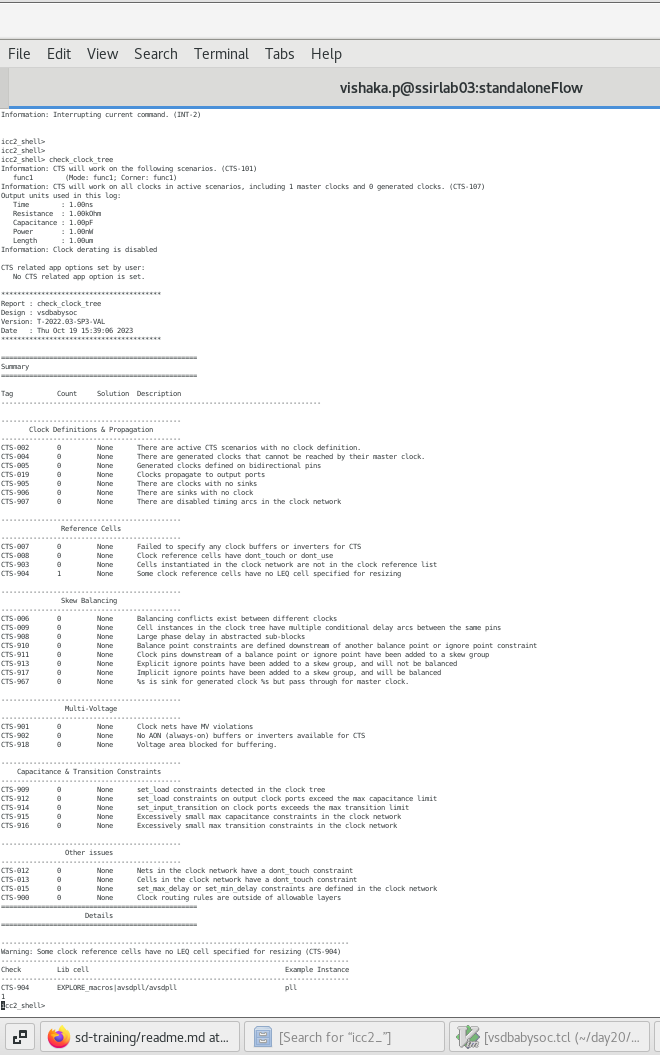 File Edit View Search Terminal Tabs Help
vishaka.p@ssirlab03:standaloneFlow
Information: Interrupting current command. (INT-2)
icc2_shell>
icc2_shell>
icc2_shell> check_clock_tree
Information: CTS will work on the following scenarios. (CTS-101)
func1 (Mode: func1; Corner: func1)
Information: CTS will work on all clocks in active scenarios, including 1 master clocks and 0 generated clocks. (CTS-107)
Output units used in this log:
Time : 1.00ns
Resistance : 1.00kOhm
Capacitance : 1.00pF
Power : 1.00nW
Length : 1.00um
Information: Clock derating is disabled
CTS related app options set by user:
No CTS related app option is set.
****************************************
Report : check_clock_tree
Design : vsdbabysoc
Version: T-2022.03-SP3-VAL
Date : Thu Oct 19 15:39:06 2023
****************************************
=================================================
Summary
=================================================
Tag Count Solution Description
--------------------------------------------------------------------------------
---------------------------------------------
Clock Definitions & Propagation
---------------------------------------------
CTS-002 0 None There are active CTS scenarios with no clock definition.
CTS-004 0 None There are generated clocks that cannot be reached by their master clock.
CTS-005 0 None Generated clocks defined on bidirectional pins
CTS-019 0 None Clocks propagate to output ports
CTS-905 0 None There are clocks with no sinks
CTS-906 0 None There are sinks with no clock
CTS-907 0 None There are disabled timing arcs in the clock network
---------------------------------------------
Reference Cells
---------------------------------------------
CTS-007 0 None Failed to specify any clock buffers or inverters for CTS
CTS-008 0 None Clock reference cells have dont_touch or dont_use
CTS-903 0 None Cells instantiated in the clock network are not in the clock reference list
CTS-904 1 None Some clock reference cells have no LEQ cell specified for resizing
---------------------------------------------
Skew Balancing
---------------------------------------------
CTS-006 0 None Balancing conflicts exist between different clocks
CTS-009 0 None Cell instances in the clock tree have multiple conditional delay arcs between the same pins
CTS-908 0 None Large phase delay in abstracted sub-blocks
CTS-910 0 None Balance point constraints are defined downstream of another balance point or ignore point constraint
CTS-911 0 None Clock pins downstream of a balance point or ignore point have been added to a skew group
CTS-913 0 None Explicit ignore points have been added to a skew group, and will not be balanced
CTS-917 0 None Implicit ignore points have been added to a skew group, and will be balanced
CTS-967 0 None %s is sink for generated clock %s but pass through for master clock.
---------------------------------------------
Multi-Voltage
---------------------------------------------
CTS-901 0 None Clock nets have MV violations
CTS-902 0 None No AON (always-on) buffers or inverters available for CTS
CTS-918 0 None Voltage area blocked for buffering.
---------------------------------------------
Capacitance & Transition Constraints
---------------------------------------------
CTS-909 0 None set_load constraints detected in the clock tree
CTS-912 0 None set_load constraints on output clock ports exceed the max capacitance limit
CTS-914 0 None set_input_transition on clock ports exceeds the max transition limit
CTS-915 0 None Excessively small max capacitance constraints in the clock network
CTS-916 0 None Excessively small max transition constraints in the clock network
---------------------------------------------
Other issues
---------------------------------------------
CTS-012 0 None Nets in the clock network have a dont_touch constraint
CTS-013 0 None Cells in the clock network have a dont_touch constraint
CTS-015 0 None set_max_delay or set_min_delay constraints are defined in the clock network
CTS-900 0 None Clock routing rules are outside of allowable layers
=================================================
Details
=================================================
---------------------------------------------------------------------------------------
Warning: Some clock reference cells have no LEQ cell specified for resizing (CTS-904)
---------------------------------------------------------------------------------------
Check Lib cell Example Instance
---------------------------------------------------------------------------------------
CTS-904 EXPLORE_macros|avsdpll/avsdpll pll
1
icc2_shell>
sd-training/readme.md at... [Search for "icc2_"] [vsdbabysoc.tcl (~/day20/...